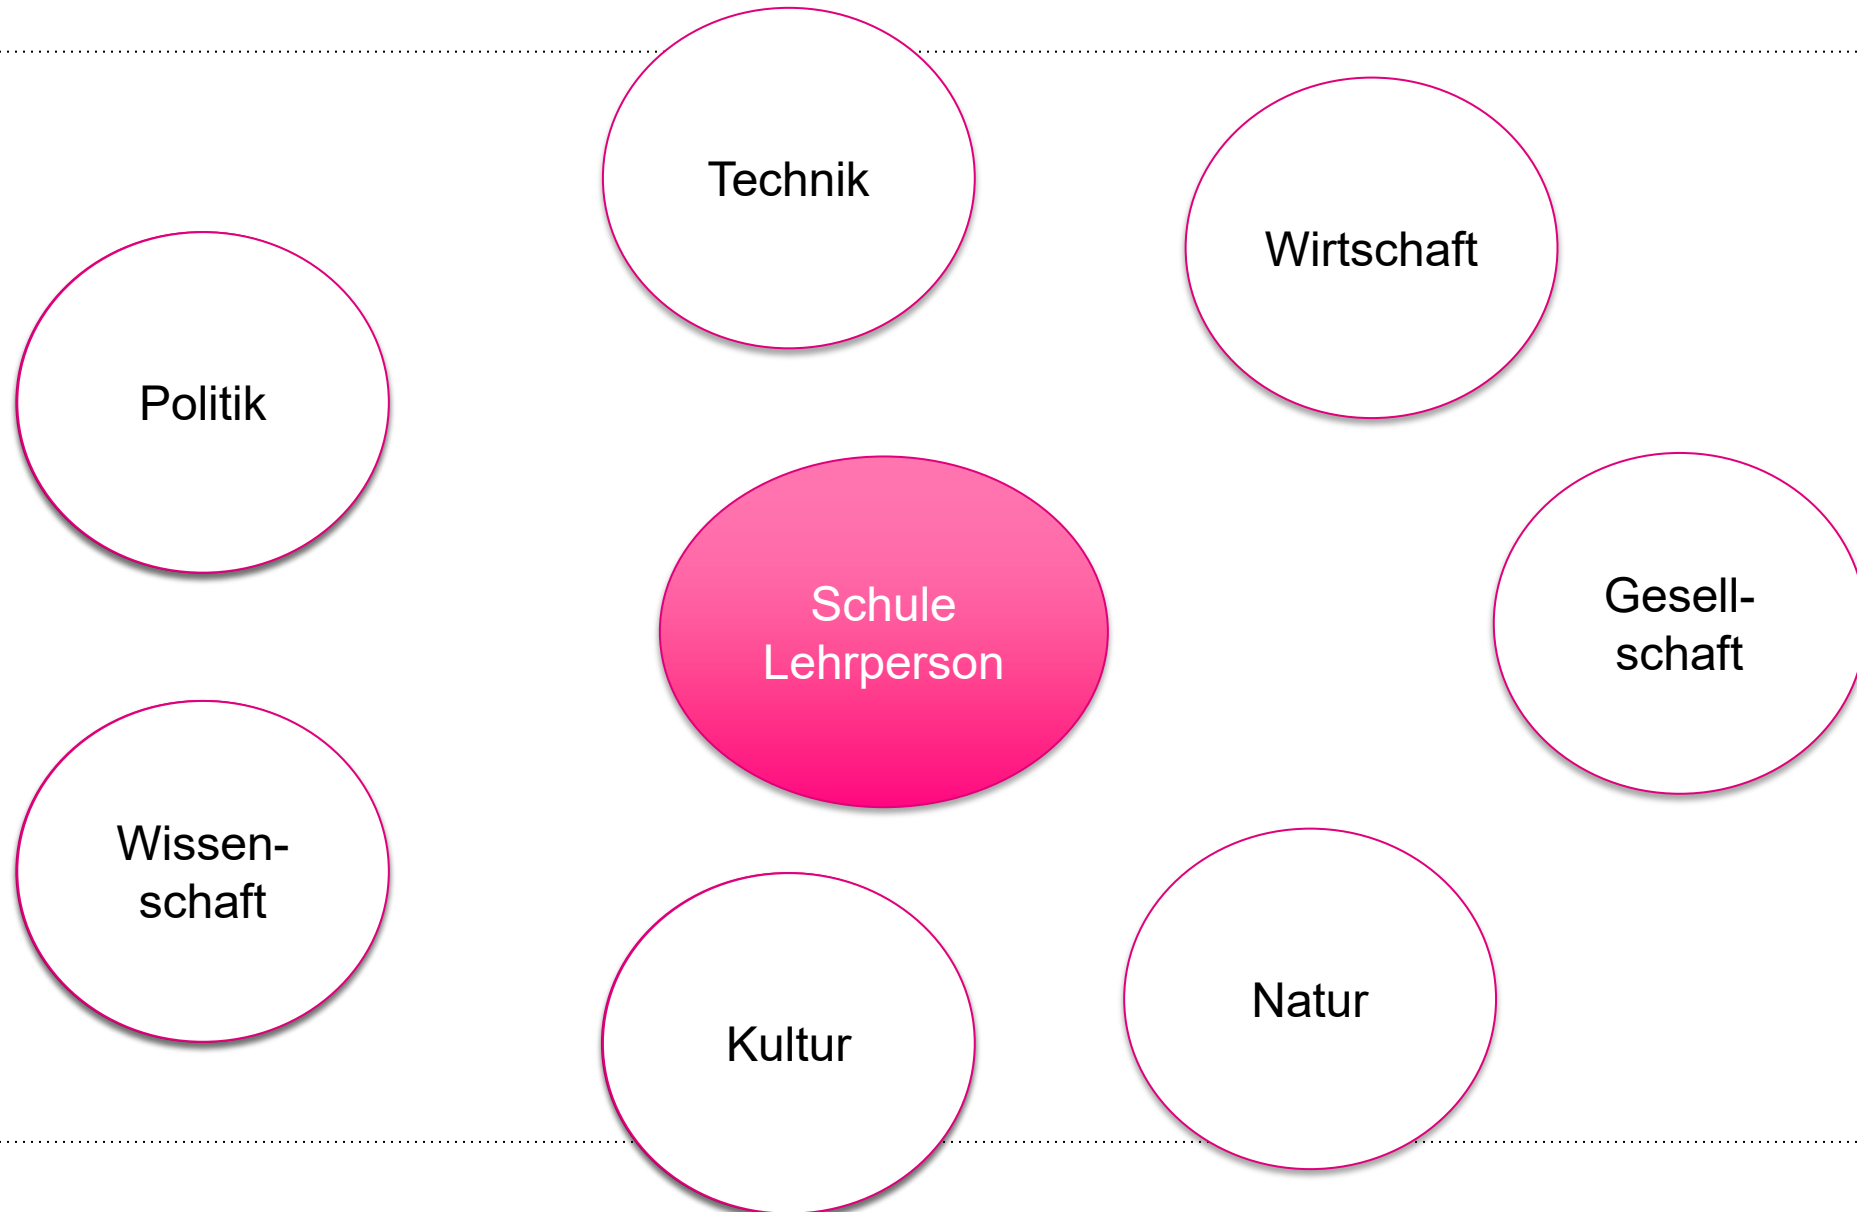 Technik
Wirtschaft
Politik
Schule
Lehrperson
Gesell-
schaft
Wissen-
schaft
Natur
Kultur